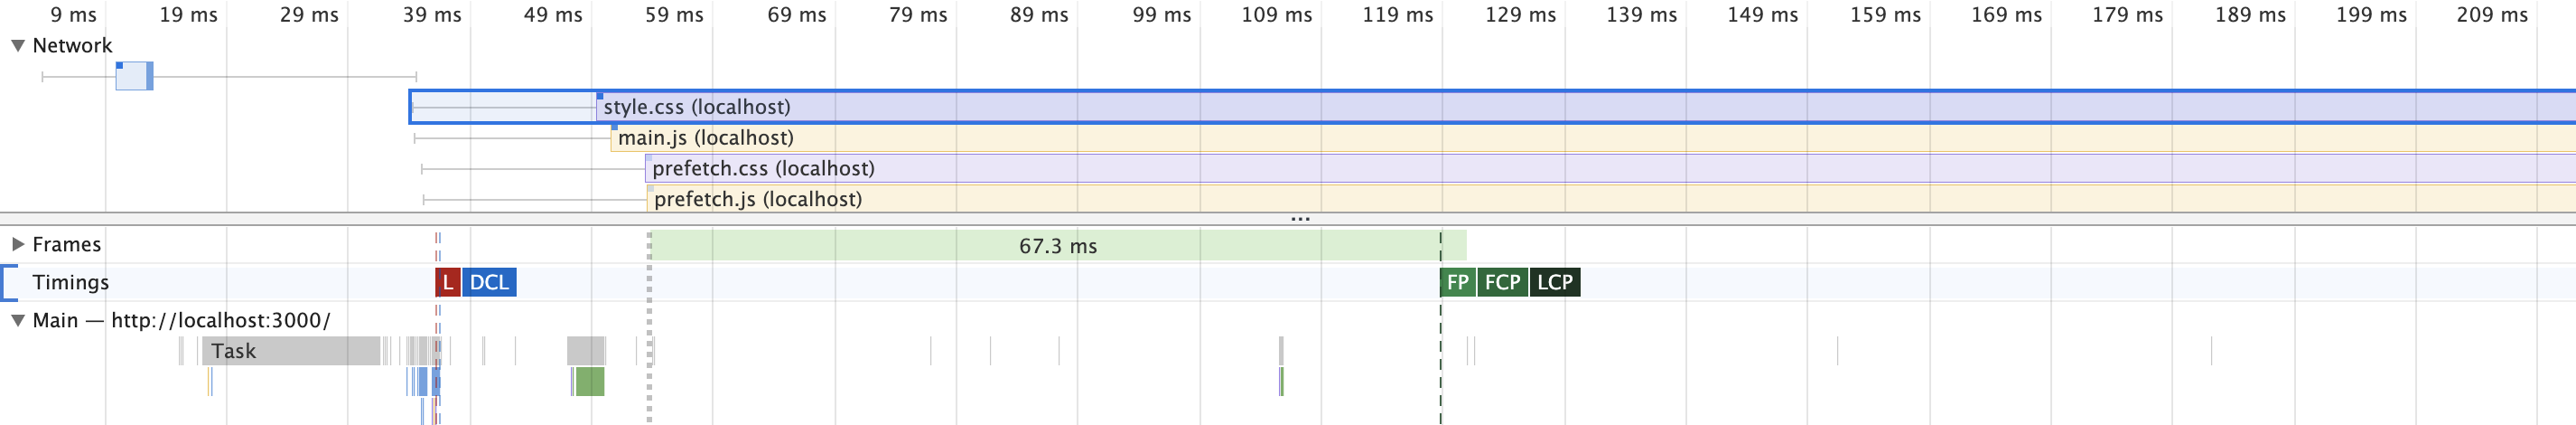 9 ms 19 ms 29 ms 39 ms 49 ms 59 ms 69 ms 79 ms 89 ms 99 ms 109 ms 119 ms 129 ms 139 ms 149 ms 159 ms 169 ms 179 ms 189 ms 199 ms 209 ms
Network
style.css (localhost)
main.js (localhost)
prefetch.css (localhost)
prefetch.js (localhost)
...
Frames 67.3 ms
Timings L DCL FP FCP LCP
Main — http://localhost:3000/
Task